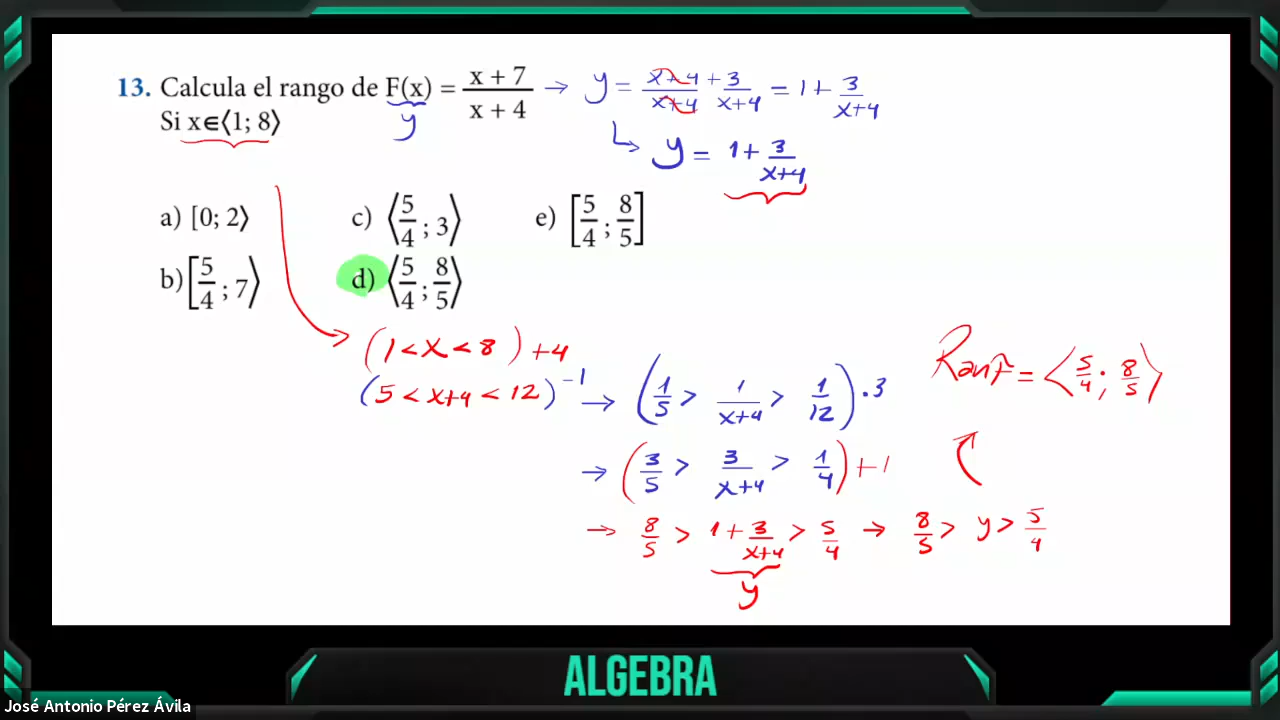 13. Calcula el rango de F(x) = (x + 7)/(x + 4) → y = (x+4)/(x+4) + 3/(x+4) = 1 + 3/(x+4)
Si x∈⟨1; 8⟩
y
↳ y = 1 + 3/(x+4)
a) [0; 2⟩
c) ⟨5/4 ; 3⟩
e) [5/4 ; 8/5]
b) [5/4 ; 7⟩
d) ⟨5/4 ; 8/5⟩
(1 < x < 8) + 4
(5 < x+4 < 12)⁻¹ → (1/5 > 1/(x+4) > 1/12) · 3
RanF = ⟨5/4 ; 8/5⟩
→ (3/5 > 3/(x+4) > 1/4) + 1
→ 8/5 > 1 + 3/(x+4) > 5/4 → 8/5 > y > 5/4
y
ALGEBRA
José Antonio Pérez Ávila